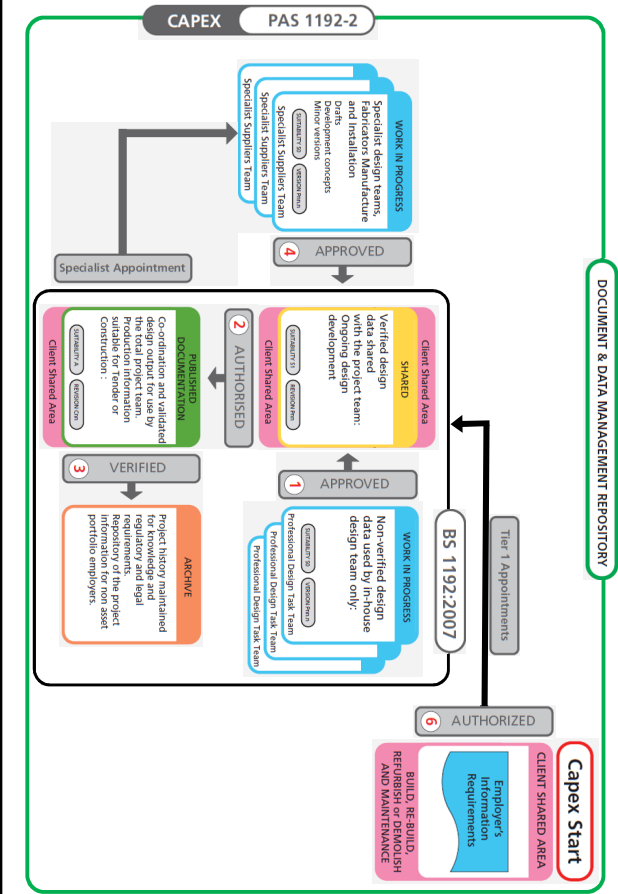 CAPEX
PAS 1192-2
DOCUMENT & DATA MANAGEMENT REPOSITORY
WORK IN PROGRESS
Specialist design teams,
Fabricators Manufacture
and Installation
Drafts
Development concepts
Minor versions
SUITABILITY S0
VERSION Pnn.n
Specialist Suppliers Team
Specialist Suppliers Team
Specialist Suppliers Team
Specialist Appointment
4
APPROVED
Client Shared Area
SHARED
Verified design
data shared
with the project team:
Ongoing design
development
SUITABILITY S1
REVISION Pnn
Client Shared Area
2
AUTHORISED
PUBLISHED
DOCUMENTATION
Co-ordination and validated
design output for use by
the total project team.
Production information
suitable for Tender or
Construction :
SUITABILITY A
REVISION Cnn
Client Shared Area
3
VERIFIED
ARCHIVE
Project history maintained
for knowledge and
regulatory and legal
requirements.
Repository of the project
information for non asset
portfolio employers.
1
APPROVED
BS 1192:2007
WORK IN PROGRESS
Non-verified design
data used by in-house
design team only:
SUITABILITY S0
VERSION Pnn.n
Professional Design Task Team
Professional Design Task Team
Professional Design Task Team
Tier 1 Appointments
6
AUTHORIZED
Capex Start
CLIENT SHARED AREA
Employer's
Information
Requirements
BUILD, RE-BUILD,
REFURBISH or DEMOLISH
AND MAINTENANCE